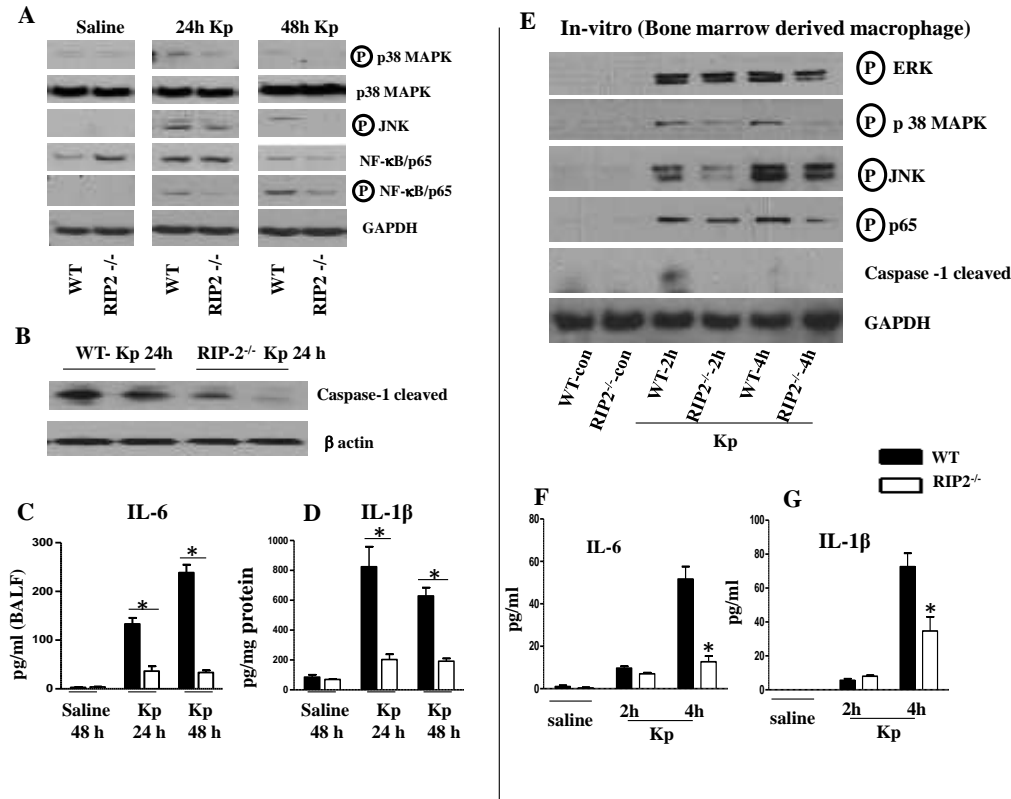 A
Saline 24h Kp 48h Kp
P p38 MAPK
p38 MAPK
P JNK
NF-κB/p65
P NF-κB/p65
GAPDH
WT RIP2 -/- WT RIP2 -/- WT RIP2 -/-
B
WT- Kp 24h RIP-2-/- Kp 24 h
Caspase-1 cleaved
β actin
C
IL-6
pg/ml (BALF)
300
200
100
0
*
*
Saline 48 h
Kp 24 h
Kp 48 h
D
IL-1β
pg/mg protein
1000
800
600
400
200
0
*
*
Saline 48 h
Kp 24 h
Kp 48 h
E In-vitro (Bone marrow derived macrophage)
P ERK
P p 38 MAPK
P JNK
P p65
Caspase -1 cleaved
GAPDH
WT-con RIP2-/--con WT-2h RIP2-/--2h WT-4h RIP2-/--4h
Kp
WT
RIP2-/-
F
IL-6
pg/ml
80
60
40
20
0
*
saline
2h 4h
Kp
G
IL-1β
pg/ml
100
80
60
40
20
0
*
saline
2h 4h
Kp